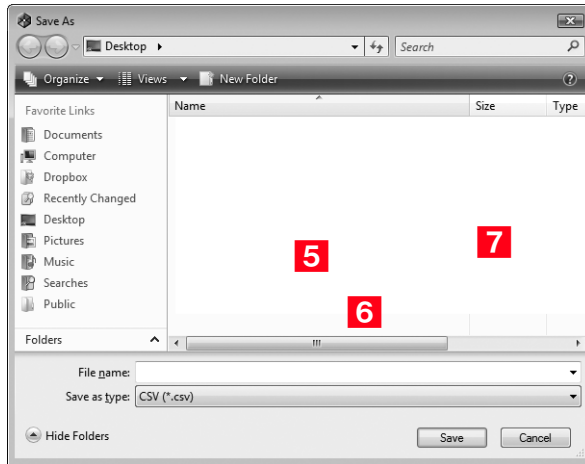 Save As
Desktop
Search
Organize Views New Folder
Favorite Links
Name Size Type
Documents
Computer
Dropbox
Recently Changed
Desktop
Pictures
Music
Searches
Public
5
7
6
Folders
File name:
Save as type: CSV (*.csv)
Hide Folders Save Cancel